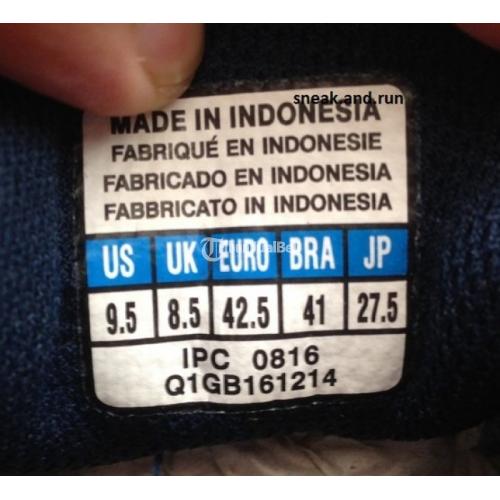 sneak.and.run
MADE IN INDONESIA
FABRIQUÉ EN INDONESIE
FABRICADO EN INDONESIA
FABBRICATO IN INDONESIA
US UK EURO BRA JP
9.5 8.5 42.5 41 27.5
IPC 0816
Q1GB161214